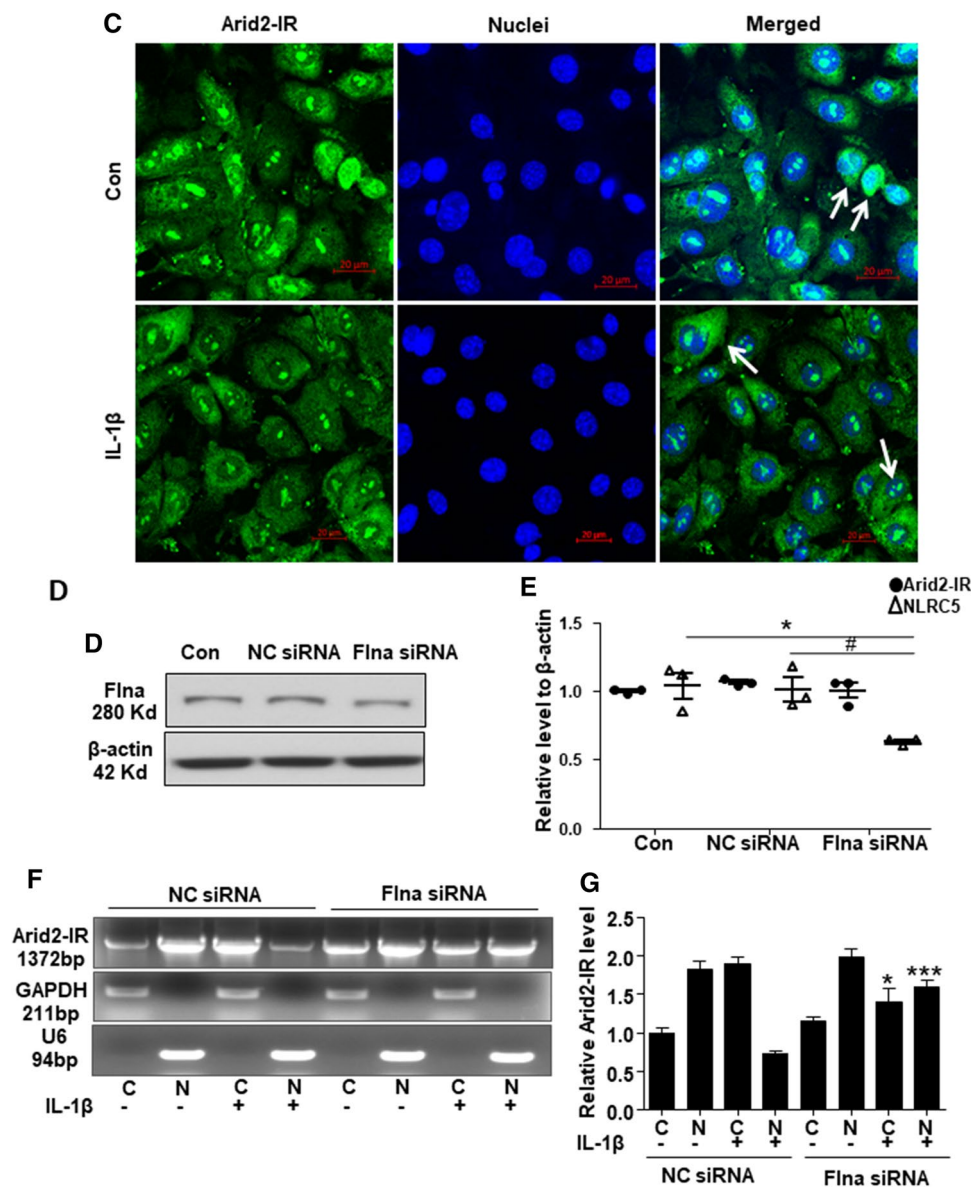 C
Arid2-IR Nuclei Merged
Con
20 μm 20 μm 20 μm
IL-1β
20 μm 20 μm 20 μm
D
D
Con NC siRNA Flna siRNA
Flna
280 Kd
β-actin
42 Kd
E
Arid2-IR
NLRC5
Relative level to β-actin
1.5
1.0
0.5
0.0
*
#
Con NC siRNA Flna siRNA
F
NC siRNA Flna siRNA
Arid2-IR
1372bp
GAPDH
211bp
U6
94bp
C N C N C N C N
IL-1β - - + + - - + +
G
Relative Arid2-IR level
2.5
2.0
1.5
1.0
0.5
0.0
* ***
C N C N C N C N
IL-1β - - + + - - + +
NC siRNA Flna siRNA